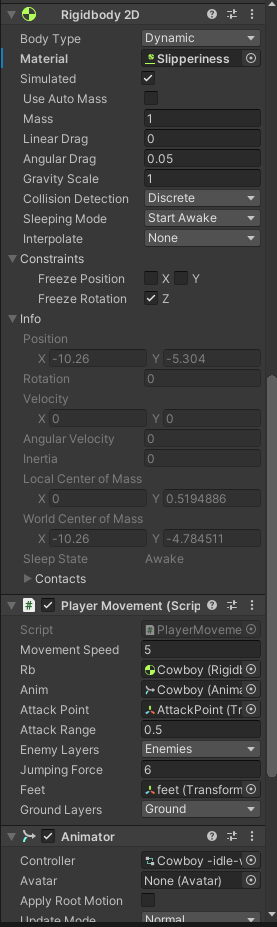 Rigidbody 2D
Body Type Dynamic
Material Slipperiness
Simulated
Use Auto Mass
Mass 1
Linear Drag 0
Angular Drag 0.05
Gravity Scale 1
Collision Detection Discrete
Sleeping Mode Start Awake
Interpolate None
Constraints
Freeze Position X Y
Freeze Rotation Z
Info
Position
X -10.26 Y -5.304
Rotation 0
Velocity
X 0 Y 0
Angular Velocity 0
Inertia 0
Local Center of Mass
X 0 Y 0.5194886
World Center of Mass
X -10.26 Y -4.784511
Sleep State Awake
Contacts
# Player Movement (Scrip
Script # PlayerMoveme
Movement Speed 5
Rb Cowboy (Rigidb
Anim Cowboy (Anima
Attack Point AttackPoint (Tr
Attack Range 0.5
Enemy Layers Enemies
Jumping Force 6
Feet feet (Transform
Ground Layers Ground
Animator
Controller Cowboy -idle-v
Avatar None (Avatar)
Apply Root Motion
Update Mode Normal